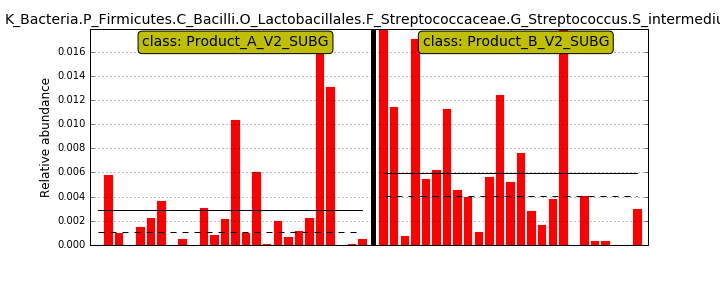 K_Bacteria.P_Firmicutes.C_Bacilli.O_Lactobacillales.F_Streptococcaceae.G_Streptococcus.S_intermediu
class: Product_A_V2_SUBG
class: Product_B_V2_SUBG
Relative abundance
0.016
0.014
0.012
0.010
0.008
0.006
0.004
0.002
0.000